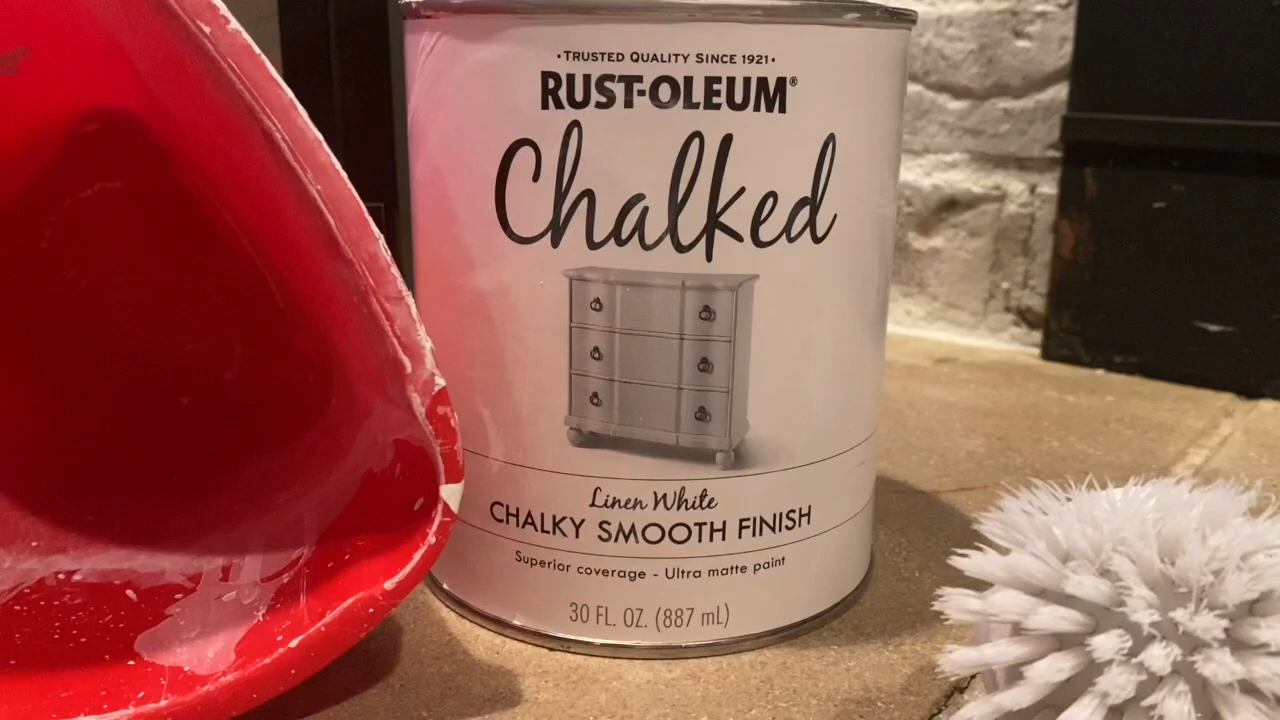 ·TRUSTED QUALITY SINCE 1921·
RUST-OLEUM®
Chalked
Linen White
CHALKY SMOOTH FINISH
Superior coverage - Ultra matte paint
30 FL. OZ. (887 mL)